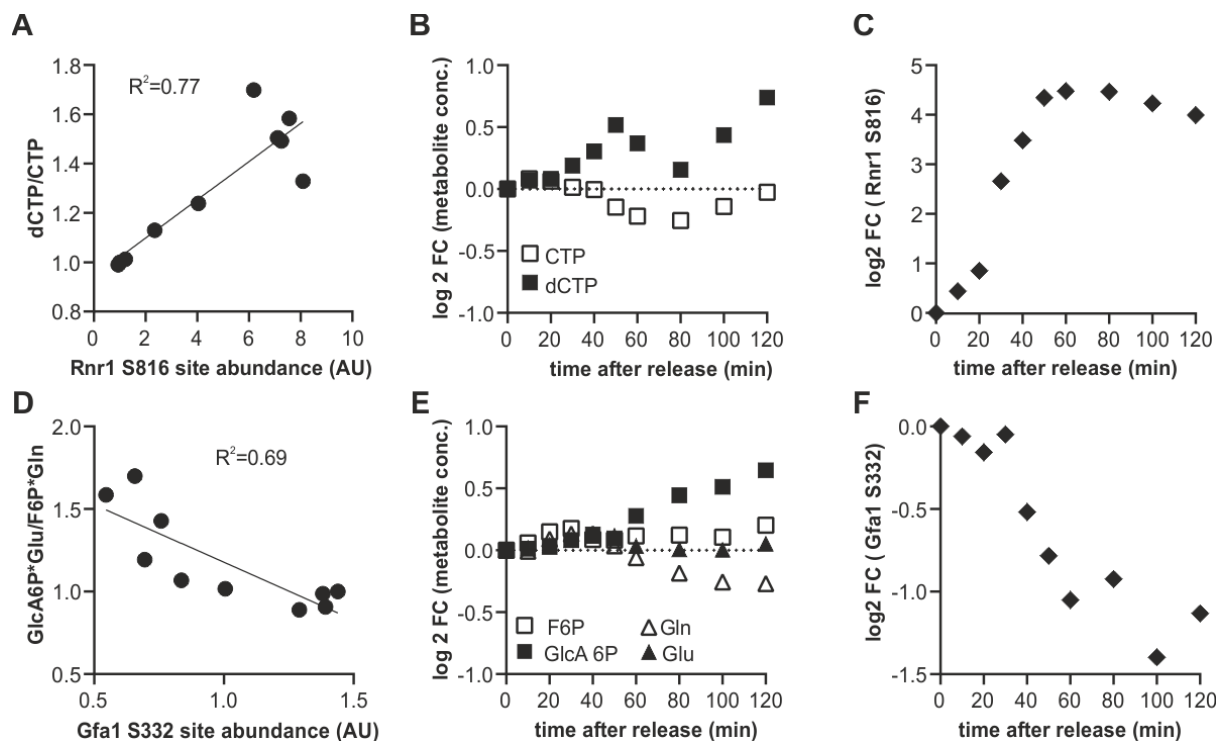 A
dCTP/CTP
1.8
1.6
1.4
1.2
1.0
0.8
R²=0.77
0 2 4 6 8 10
Rnr1 S816 site abundance (AU)
B
log 2 FC (metabolite conc.)
1.0
0.5
0.0
-0.5
-1.0
CTP
dCTP
0 20 40 60 80 100 120
time after release (min)
C
log2 FC ( Rnr1 S816)
5
4
3
2
1
0
0 20 40 60 80 100 120
time after release (min)
D
GlcA6P*Glu/F6P*Gln
2.0
1.5
1.0
0.5
R²=0.69
0.5 1.0 1.5
Gfa1 S332 site abundance (AU)
E
log 2 FC (metabolite conc.)
1.0
0.5
0.0
-0.5
-1.0
F6P Gln
GlcA 6P Glu
0 20 40 60 80 100 120
time after release (min)
F
log2 FC ( Gfa1 S332)
0.0
-0.5
-1.0
-1.5
0 20 40 60 80 100 120
time after release (min)